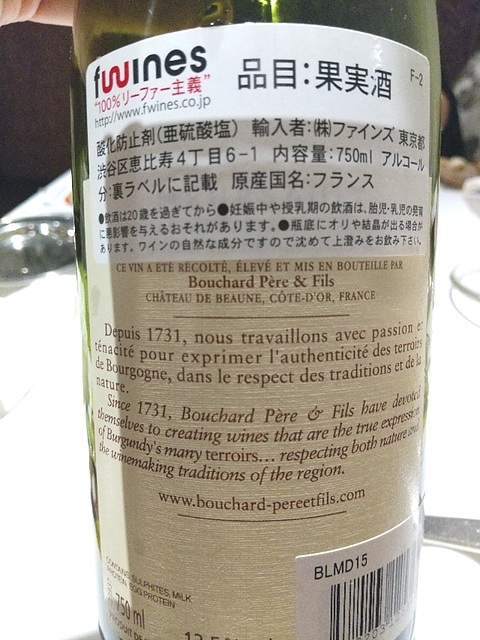 fwines
"100%リーファー主義"
http://www.fwines.co.jp
品目:果実酒
F-2
酸化防止剤(亜硫酸塩) 輸入者:㈱ファインズ 東京都
渋谷区恵比寿4丁目6-1 内容量:750ml アルコール
分:裏ラベルに記載 原産国名:フランス
●飲酒は20歳を過ぎてから●妊娠中や授乳期の飲酒は、胎児・乳児の発育
に悪影響を与えるおそれがあります。●瓶底にオリや結晶が出る場合が
あります。ワインの自然な成分ですので沈めて上澄みをお飲み下さい。
CE VIN A ÉTÉ RÉCOLTÉ, ÉLEVÉ ET MIS EN BOUTEILLE PAR
Bouchard Père & Fils
CHÂTEAU DE BEAUNE, CÔTE-D'OR, FRANCE
Depuis 1731, nous travaillons avec passion et
ténacité pour exprimer l'authenticité des terroirs
de Bourgogne, dans le respect des traditions et de la
nature.
Since 1731, Bouchard Père & Fils have devoted
themselves to creating wines that are the true expression
of Burgundy's many terroirs... respecting both nature and
the winemaking traditions of the region.
www.bouchard-pereetfils.com
CONTAINS SULPHITES, MILK
PROTEIN, EGG PROTEIN
750 ml
PRODUIT DE
BLMD15